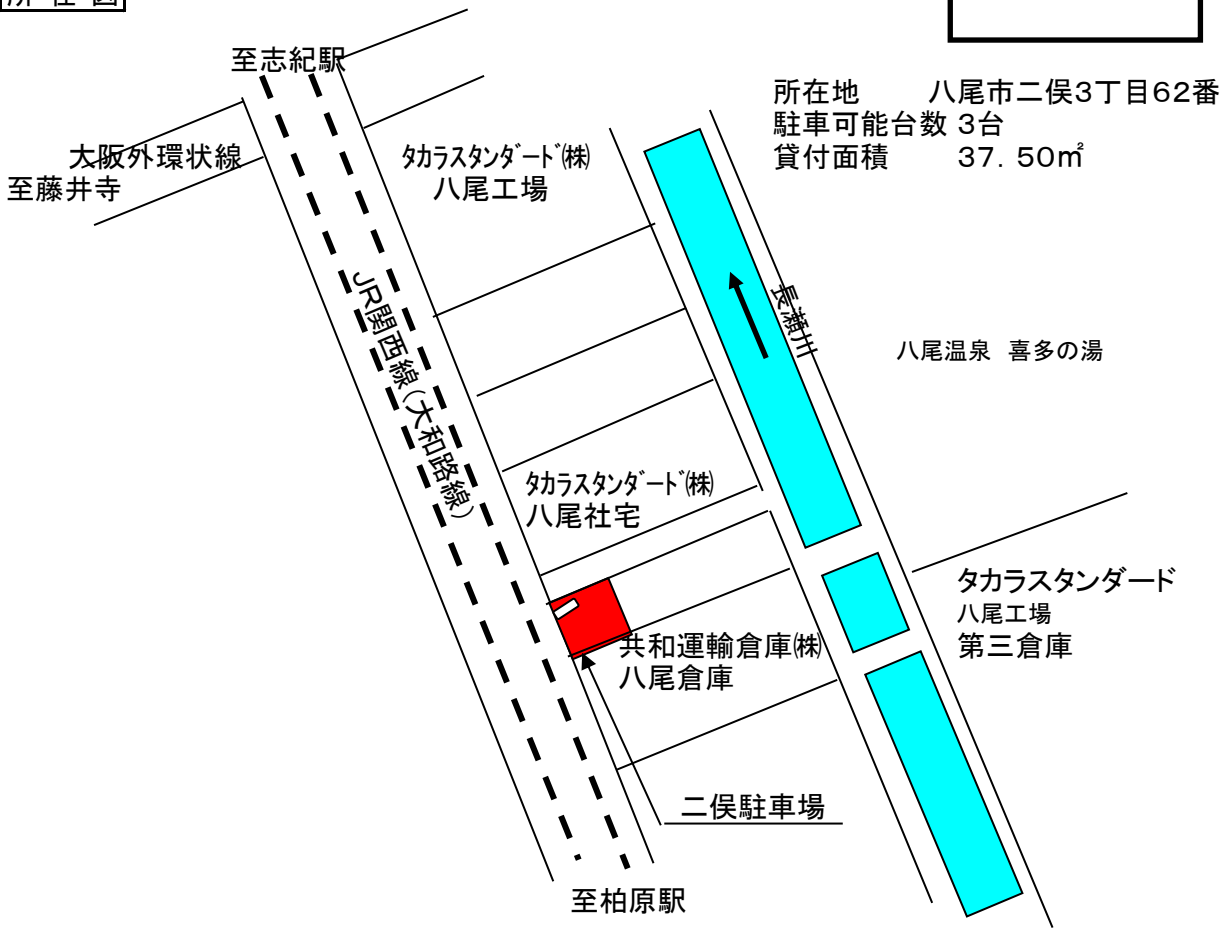 所在図
至志紀駅
所在地 八尾市二俣3丁目62番
駐車可能台数 3台
貸付面積 37.50㎡
大阪外環状線
至藤井寺
ﾀｶﾗｽﾀﾝﾀﾞｰﾄﾞ㈱
八尾工場
JR関西線(大和路線)
長瀬川
八尾温泉 喜多の湯
ﾀｶﾗｽﾀﾝﾀﾞｰﾄﾞ㈱
八尾社宅
タカラスタンダード
八尾工場
第三倉庫
共和運輸倉庫㈱
八尾倉庫
二俣駐車場
至柏原駅